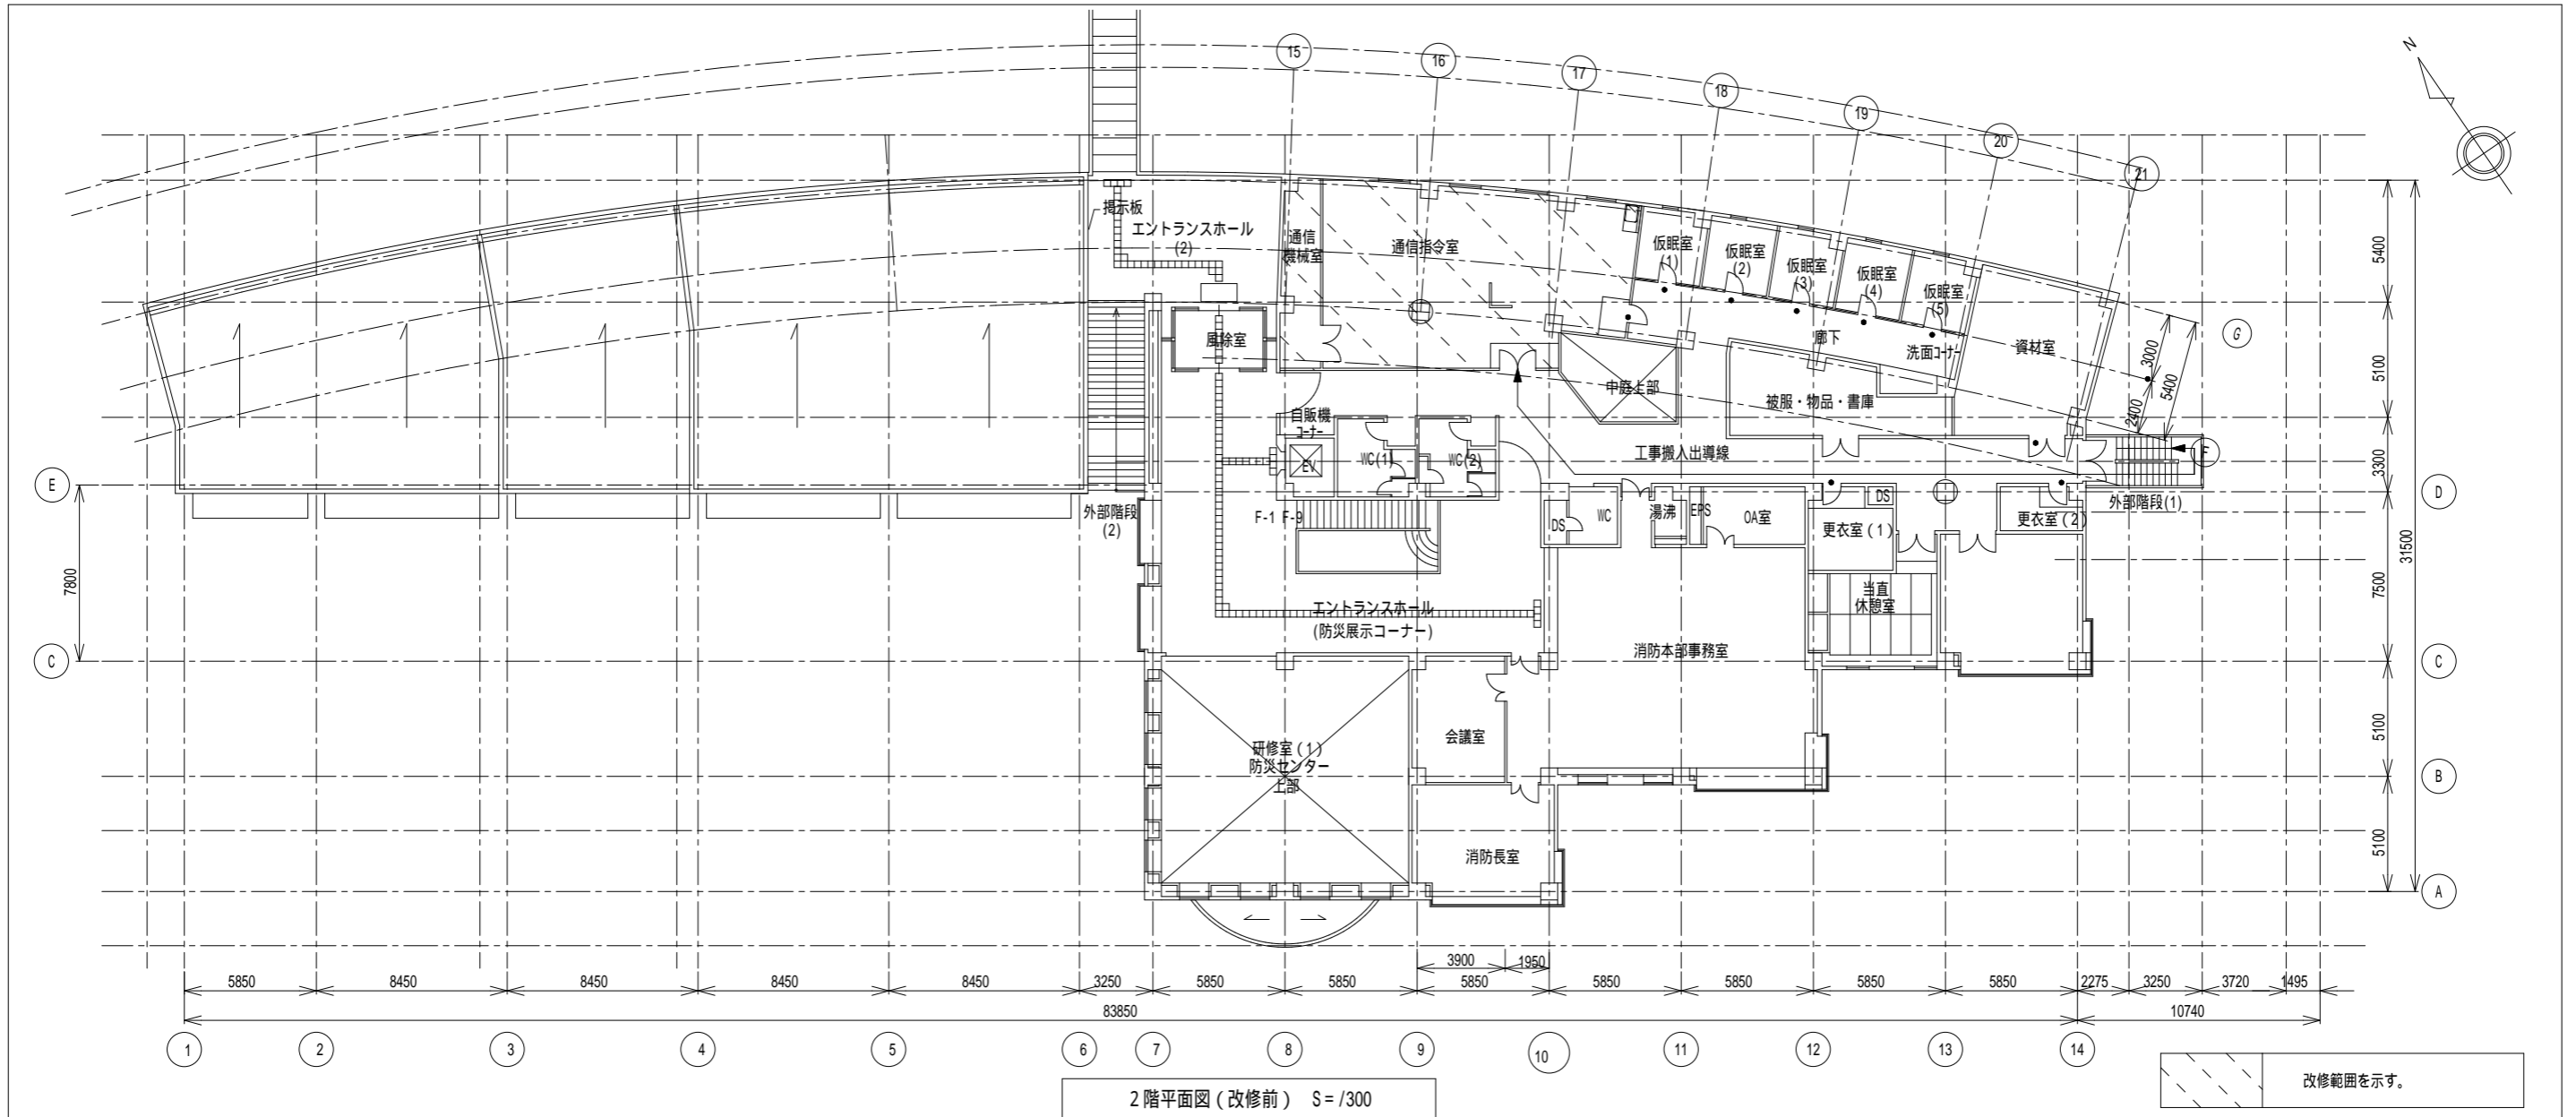 15
16
17
18
19
20
21
N
掲示板
エントランスホール
(2)
通信
機械室
通信指令室
仮眠室
(1)
仮眠室
(2)
仮眠室
(3)
仮眠室
(4)
仮眠室
(5)
風除室
廊下
洗面コーナー
資材室
G
3000
5400
2400
中庭上部
被服・物品・書庫
自販機
コーナー
EV
WC(1)
WC(2)
工事搬入出導線
F
E
D
外部階段
(2)
F-1 F-9
DS
WC
湯沸
EPS
OA室
更衣室(1)
DS
更衣室(2)
外部階段(1)
当直
休憩室
エントランスホール
(防災展示コーナー)
消防本部事務室
7800
C
C
会議室
研修室(1)
防災センター
上部
B
消防長室
A
5400
5100
3300
7500
5100
5100
31500
3900
1950
5850
8450
8450
8450
8450
3250
5850
5850
5850
5850
5850
5850
5850
2275
3250
3720
1495
83850
10740
1
2
3
4
5
6
7
8
9
10
11
12
13
14
2階平面図(改修前) S=/300
改修範囲を示す。